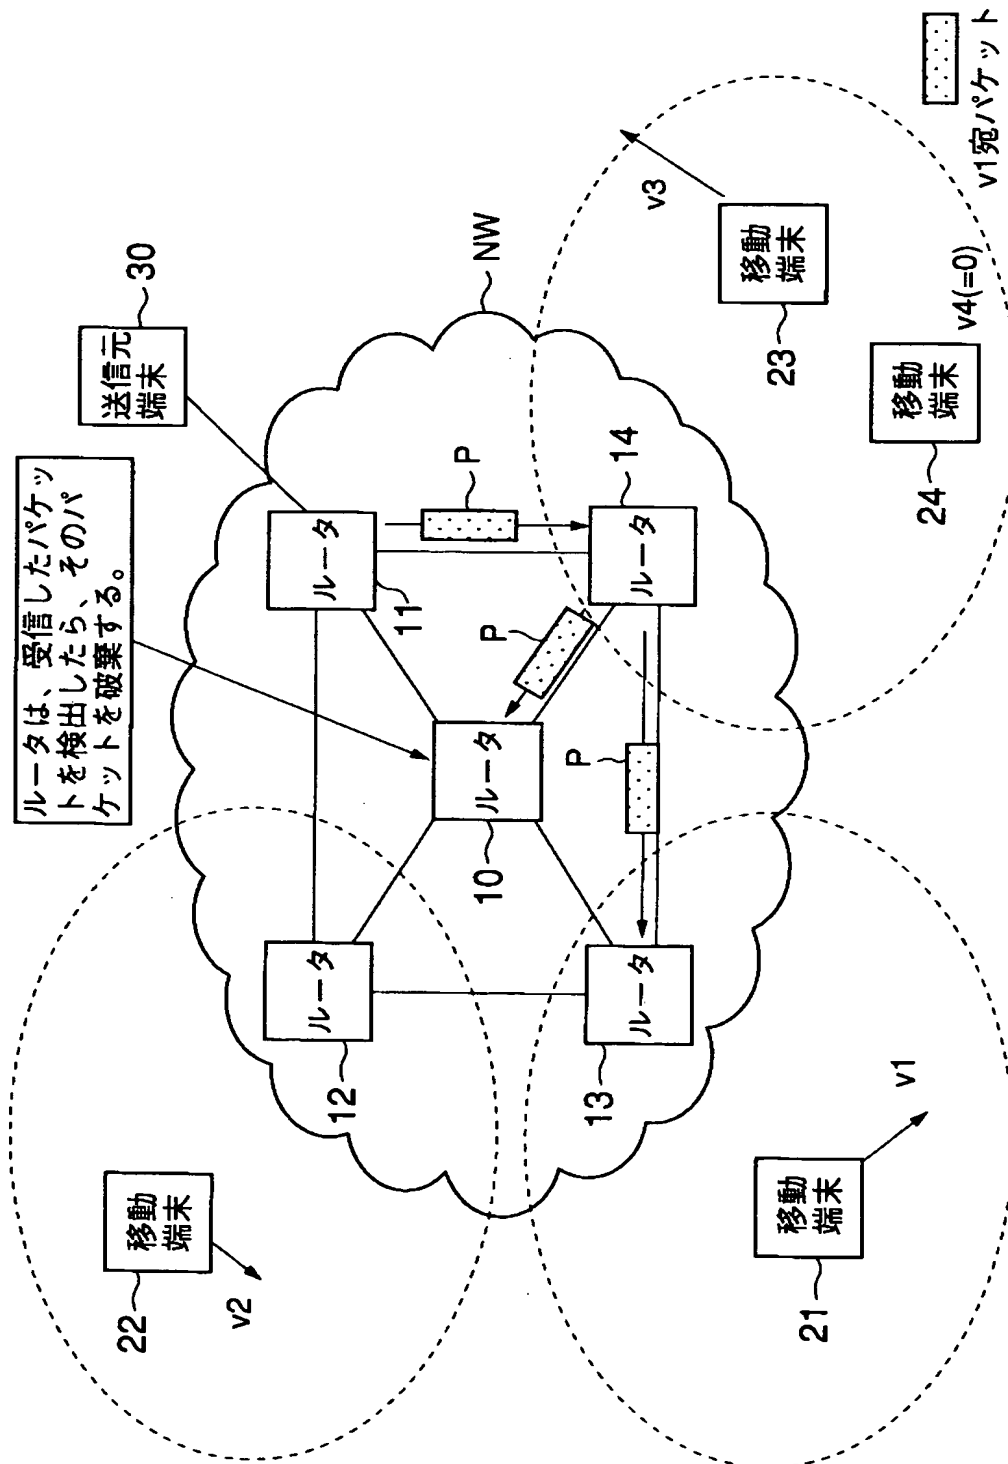 ルータは、受信したパケッ
トを検出したら、そのパ
ケットを破棄する。
送信元
端末
30
NW
ルータ
12
ルータ
11
P
ルータ
10
P
ルータ
13
P
ルータ
14
移動
端末
22
v2
移動
端末
21
v1
移動
端末
23
v3
移動
端末
24
v4(=0)
v1宛パケット